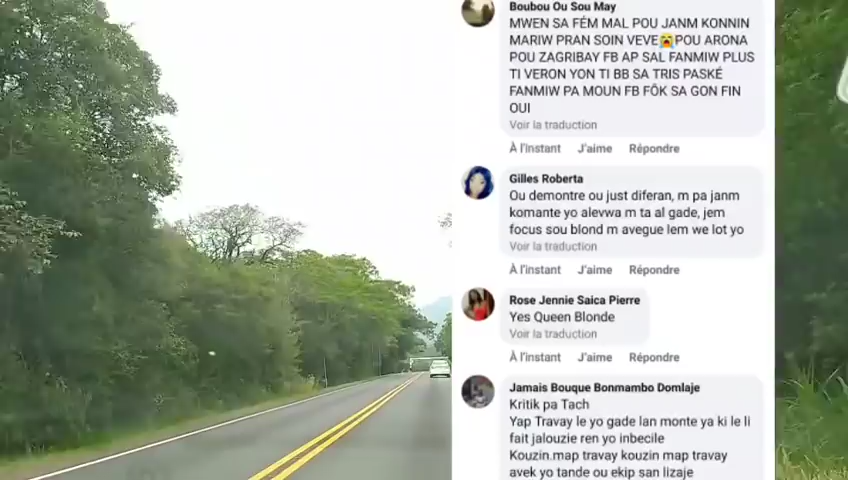 Boubou Ou Sou May
MWEN SA FÉM MAL POU JANM KONNIN
MARIW PRAN SOIN VEVE😭POU ARONA
POU ZAGRIBAY FB AP SAL FANMIW PLUS
TI VERON YON TI BB SA TRIS PASKÉ
FANMIW PA MOUN FB FÔK SA GON FIN
OUI
Voir la traduction
À l'instant J'aime Répondre
Gilles Roberta
Ou demontre ou just diferan, m pa janm
komante yo alevwa m ta al gade, jem
focus sou blond m avegue lem we lot yo
Voir la traduction
À l'instant J'aime Répondre
Rose Jennie Saica Pierre
Yes Queen Blonde
Voir la traduction
À l'instant J'aime Répondre
Jamais Bouque Bonmambo Domlaje
Kritik pa Tach
Yap Travay le yo gade lan monte ya ki le li
fait jalouzie ren yo inbecile
Kouzin.map travay kouzin map travay
avek yo tande ou ekip san lizaje